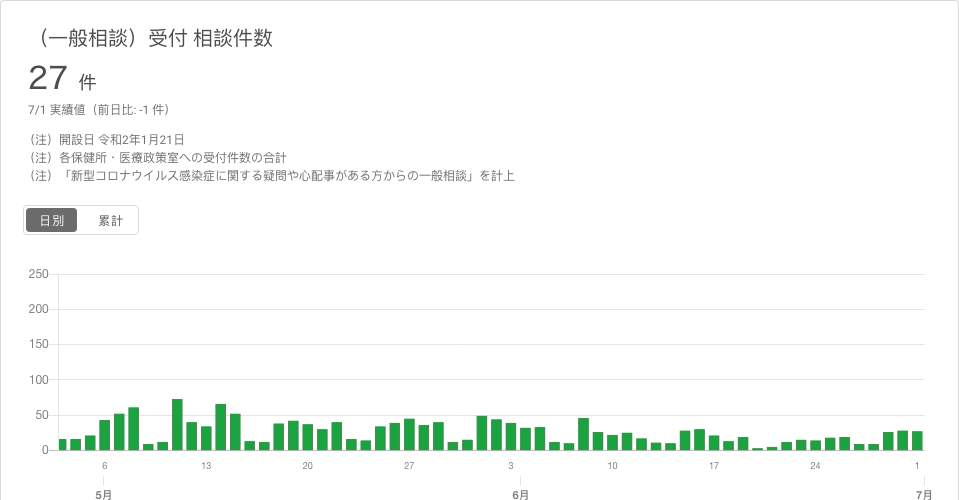 （一般相談）受付 相談件数
27 件
7/1 実績値（前日比: -1 件）
（注）開設日 令和2年1月21日
（注）各保健所・医療政策室への受付件数の合計
（注）「新型コロナウイルス感染症に関する疑問や心配事がある方からの一般相談」を計上
日別 累計
250
200
150
100
50
0
6 13 20 27 3 10 17 24 1
5月 6月 7月